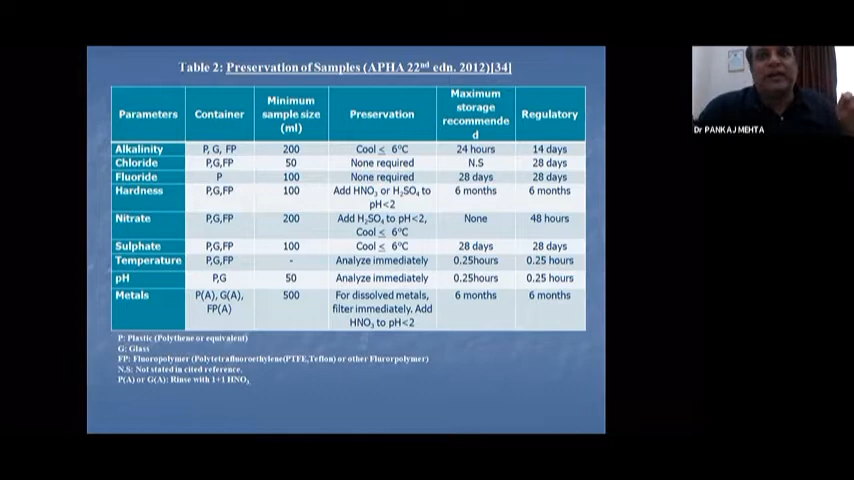 Table 2: Preservation of Samples (APHA 22nd edn. 2012)[34]
Parameters Container Minimum sample size (ml) Preservation Maximum storage recommended Regulatory
Alkalinity P, G, FP 200 Cool ≤ 6°C 24 hours 14 days
Chloride P,G,FP 50 None required N.S 28 days
Fluoride P 100 None required 28 days 28 days
Hardness P,G,FP 100 Add HNO3 or H2SO4 to pH<2 6 months 6 months
Nitrate P,G,FP 200 Add H2SO4 to pH<2, Cool ≤ 6°C None 48 hours
Sulphate P,G,FP 100 Cool ≤ 6°C 28 days 28 days
Temperature P,G,FP - Analyze immediately 0.25hours 0.25 hours
pH P,G 50 Analyze immediately 0.25hours 0.25 hours
Metals P(A), G(A), FP(A) 500 For dissolved metals, filter immediately. Add HNO3 to pH<2 6 months 6 months
P: Plastic (Polythene or equivalent)
G: Glass
FP: Fluoropolymer (Polytetrafluoroethylene(PTFE,Teflon) or other Flurorpolymer)
N.S: Not stated in cited reference.
P(A) or G(A): Rinse with 1+1 HNO3
Dr PANKAJ MEHTA